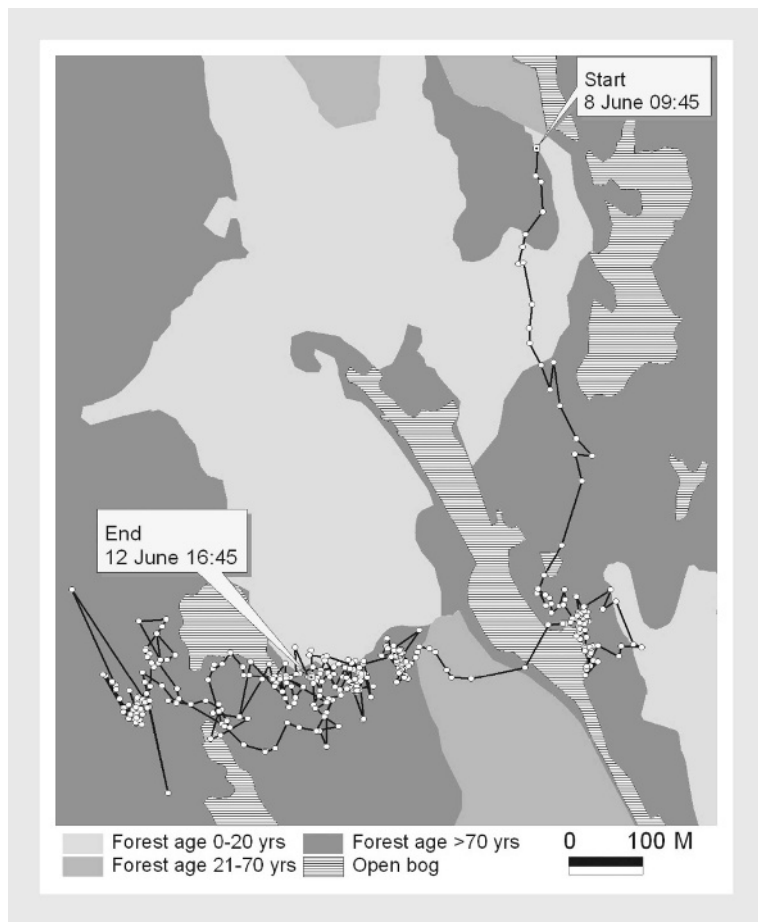 Start
8 June 09:45
End
12 June 16:45
Forest age 0-20 yrs
Forest age >70 yrs
0 100 M
Forest age 21-70 yrs
Open bog